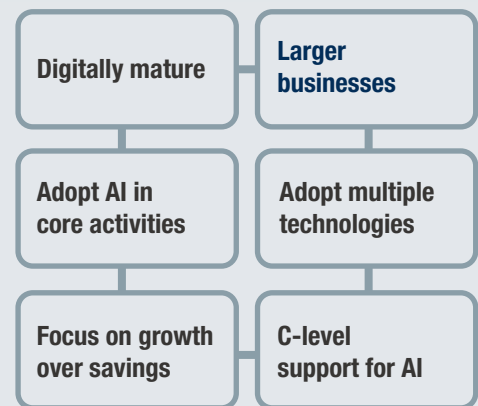 Digitally mature
Larger
businesses
Adopt AI in
core activities
Adopt multiple
technologies
Focus on growth
over savings
C-level
support for AI